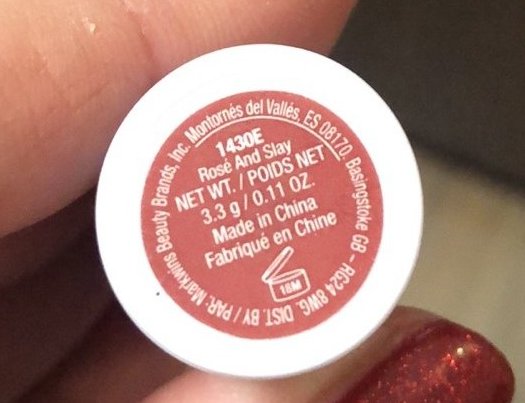 1430E
Rosé And Slay
NET WT. / POIDS NET
3.3 g / 0.11 OZ.
Made in China
Fabriqué en Chine
18M
DIST. BY / PAR: Markwins Beauty Brands, Inc. Montornés del Vallés, ES 08170. Basingstoke GB - RG24 8WG.